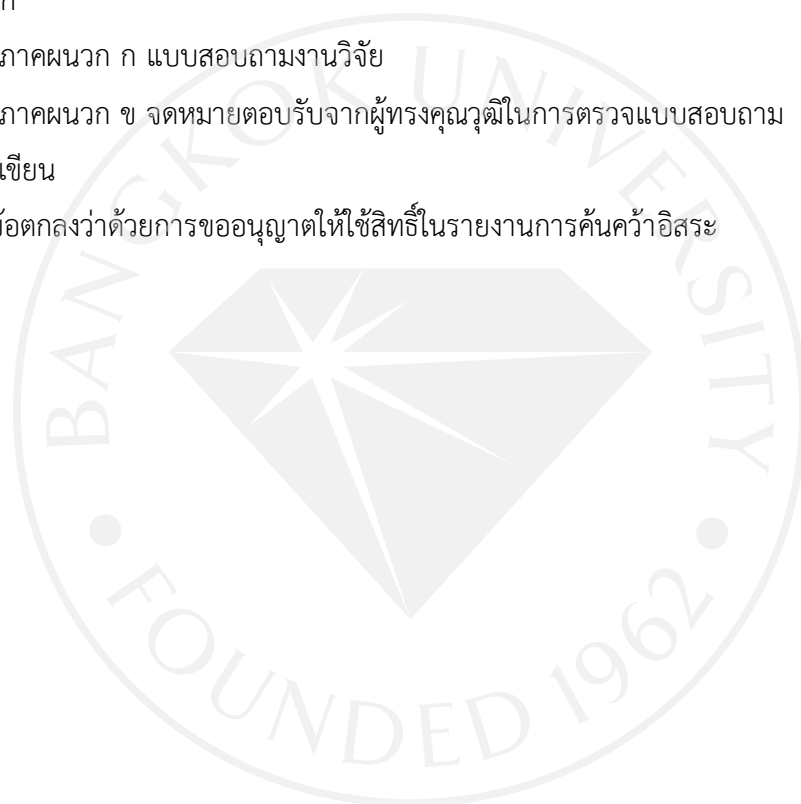 ก
ภาคผนวก ก แบบสอบถามงานวิจัย
ภาคผนวก ข จดหมายตอบรับจากผู้ทรงคุณวุฒิในการตรวจแบบสอบถาม
เขียน
ข้อตกลงว่าด้วยการขออนุญาตให้ใช้สิทธิ์ในรายงานการค้นคว้าอิสระ
BANGKOK UNIVERSITY
FOUNDED 1962